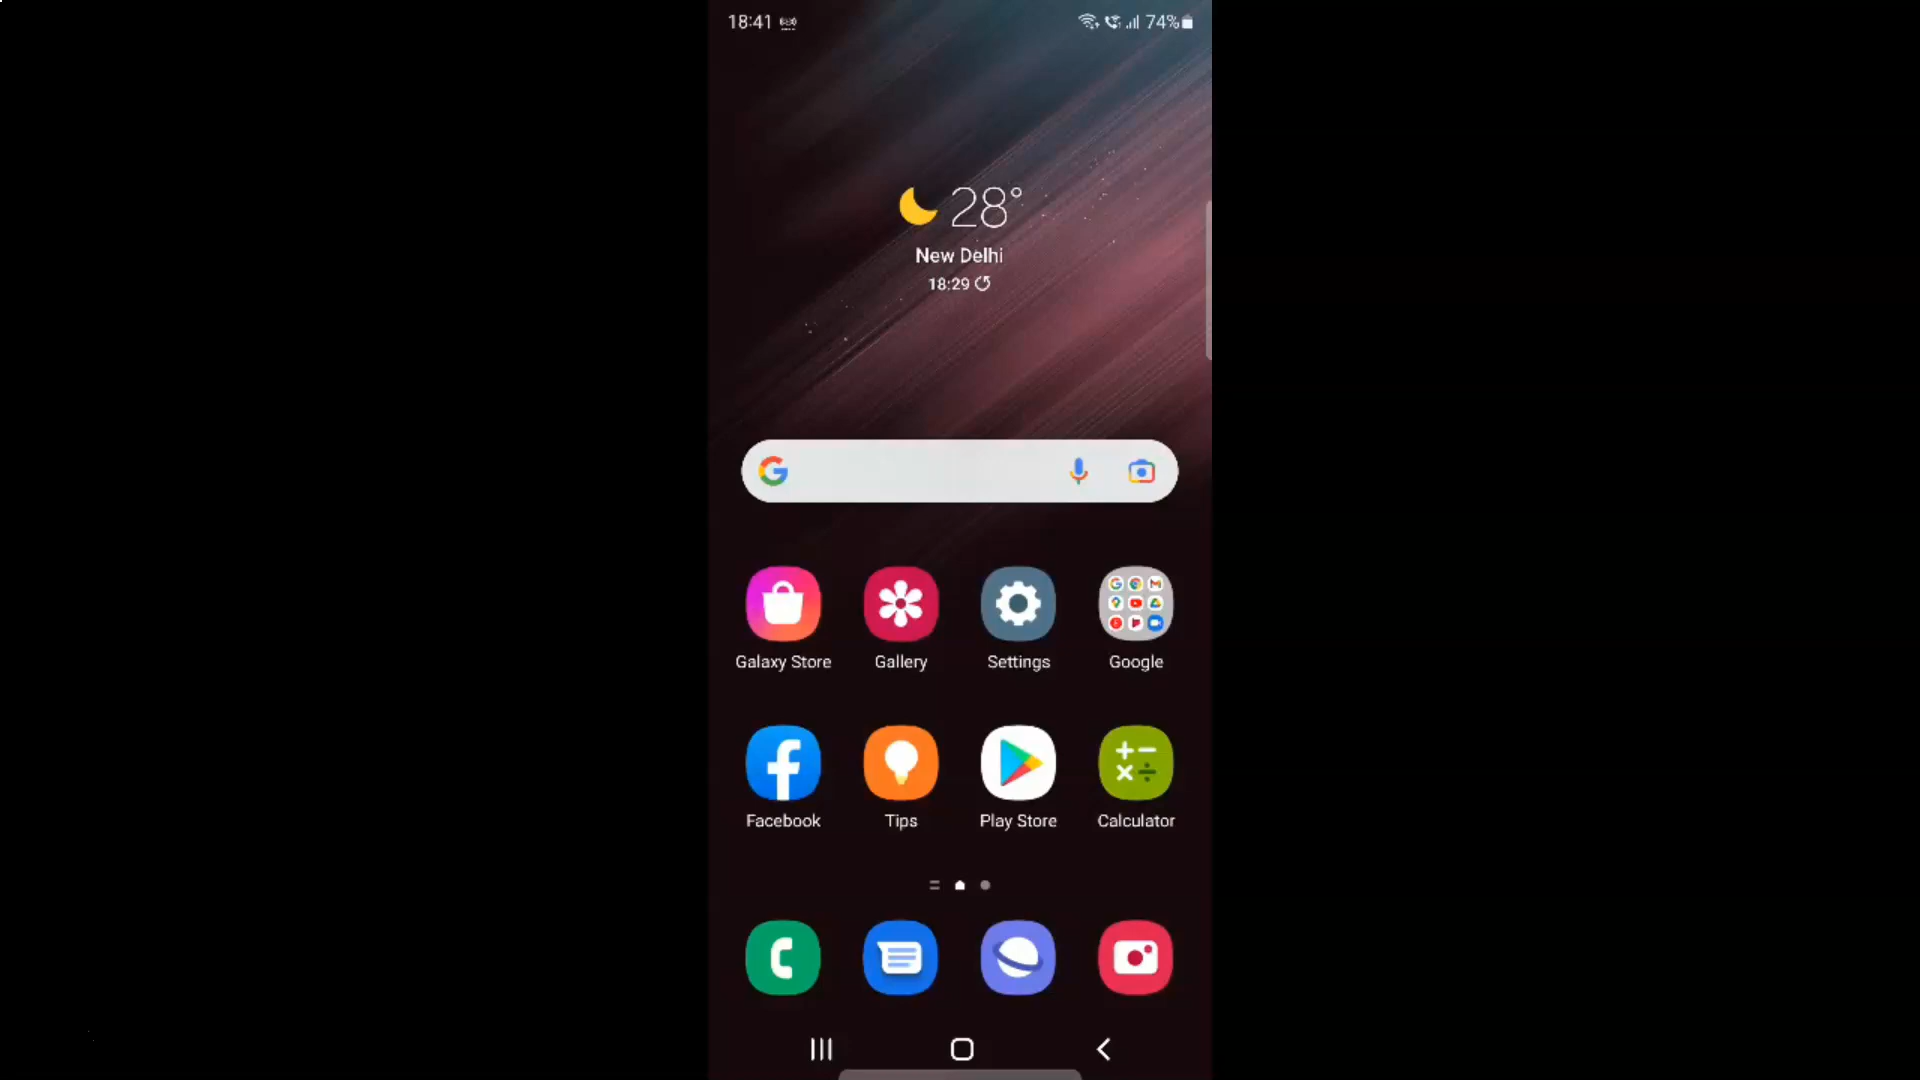 18:41 74%
28°
New Delhi
18:29
Galaxy Store Gallery Settings Google
Facebook Tips Play Store Calculator